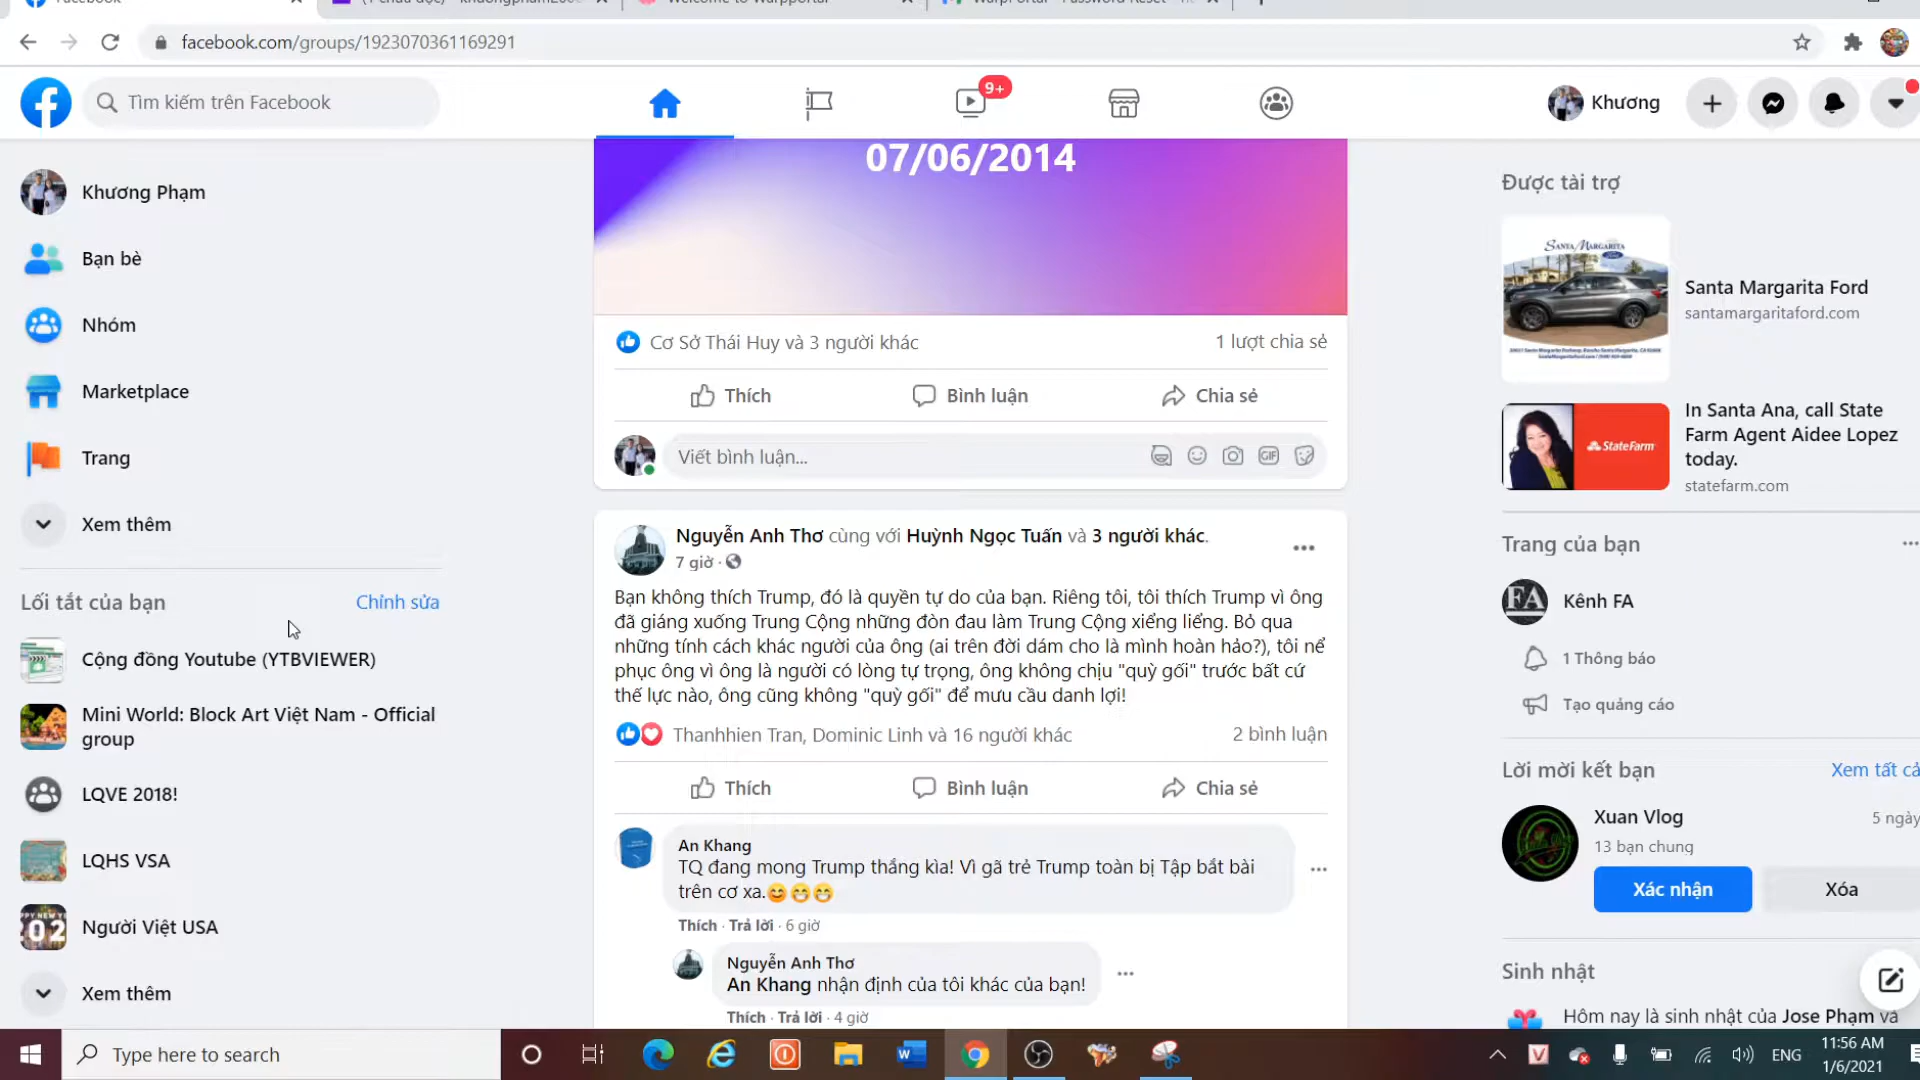 Facebook
facebook.com/groups/1923070361169291
Tìm kiếm trên Facebook
9+
Khương
Khương Phạm
Bạn bè
Nhóm
Marketplace
Trang
Xem thêm
Lối tắt của bạn
Chỉnh sửa
Cộng đồng Youtube (YTBVIEWER)
Mini World: Block Art Việt Nam - Official
group
LQVE 2018!
LQHS VSA
Người Việt USA
Xem thêm
07/06/2014
Cơ Sở Thái Huy và 3 người khác
1 lượt chia sẻ
Thích
Bình luận
Chia sẻ
Viết bình luận...
GIF
Nguyễn Anh Thơ cùng với Huỳnh Ngọc Tuấn và 3 người khác.
7 giờ ·
Bạn không thích Trump, đó là quyền tự do của bạn. Riêng tôi, tôi thích Trump vì ông
đã giáng xuống Trung Cộng những đòn đau làm Trung Cộng xiểng liểng. Bỏ qua
những tính cách khác người của ông (ai trên đời dám cho là mình hoàn hảo?), tôi nể
phục ông vì ông là người có lòng tự trọng, ông không chịu "quỳ gối" trước bất cứ
thế lực nào, ông cũng không "quỳ gối" để mưu cầu danh lợi!
Thanhhien Tran, Dominic Linh và 16 người khác
2 bình luận
Thích
Bình luận
Chia sẻ
An Khang
TQ đang mong Trump thắng kìa! Vì gã trẻ Trump toàn bị Tập bắt bài
trên cơ xa.😊😁😁
Thích · Trả lời · 6 giờ
Nguyễn Anh Thơ
An Khang nhận định của tôi khác của bạn!
Thích · Trả lời · 4 giờ
Được tài trợ
SANTA MARGARITA
Santa Margarita Ford
santamargaritaford.com
StateFarm
In Santa Ana, call State
Farm Agent Aidee Lopez
today.
statefarm.com
Trang của bạn
FA
Kênh FA
1 Thông báo
Tạo quảng cáo
Lời mời kết bạn
Xem tất cả
Xuan Vlog
5 ngày
13 bạn chung
Xác nhận
Xóa
Sinh nhật
Hôm nay là sinh nhật của Jose Phạm và
Type here to search
ENG
11:56 AM
1/6/2021